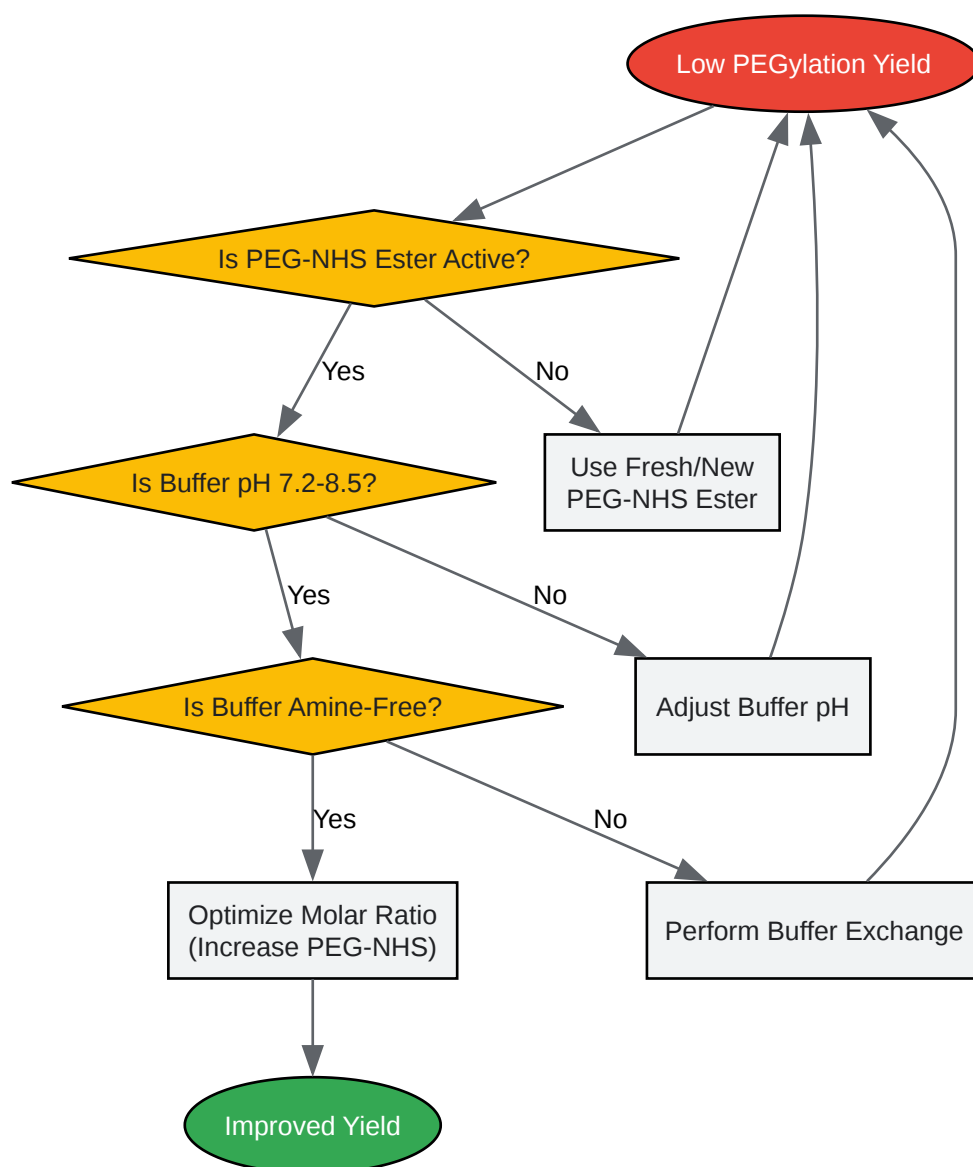 Low PEGylation Yield
Is PEG-NHS Ester Active?
Yes
No
Is Buffer pH 7.2-8.5?
Use Fresh/New
PEG-NHS Ester
Yes
No
Is Buffer Amine-Free?
Adjust Buffer pH
Yes
No
Optimize Molar Ratio
(Increase PEG-NHS)
Perform Buffer Exchange
Improved Yield